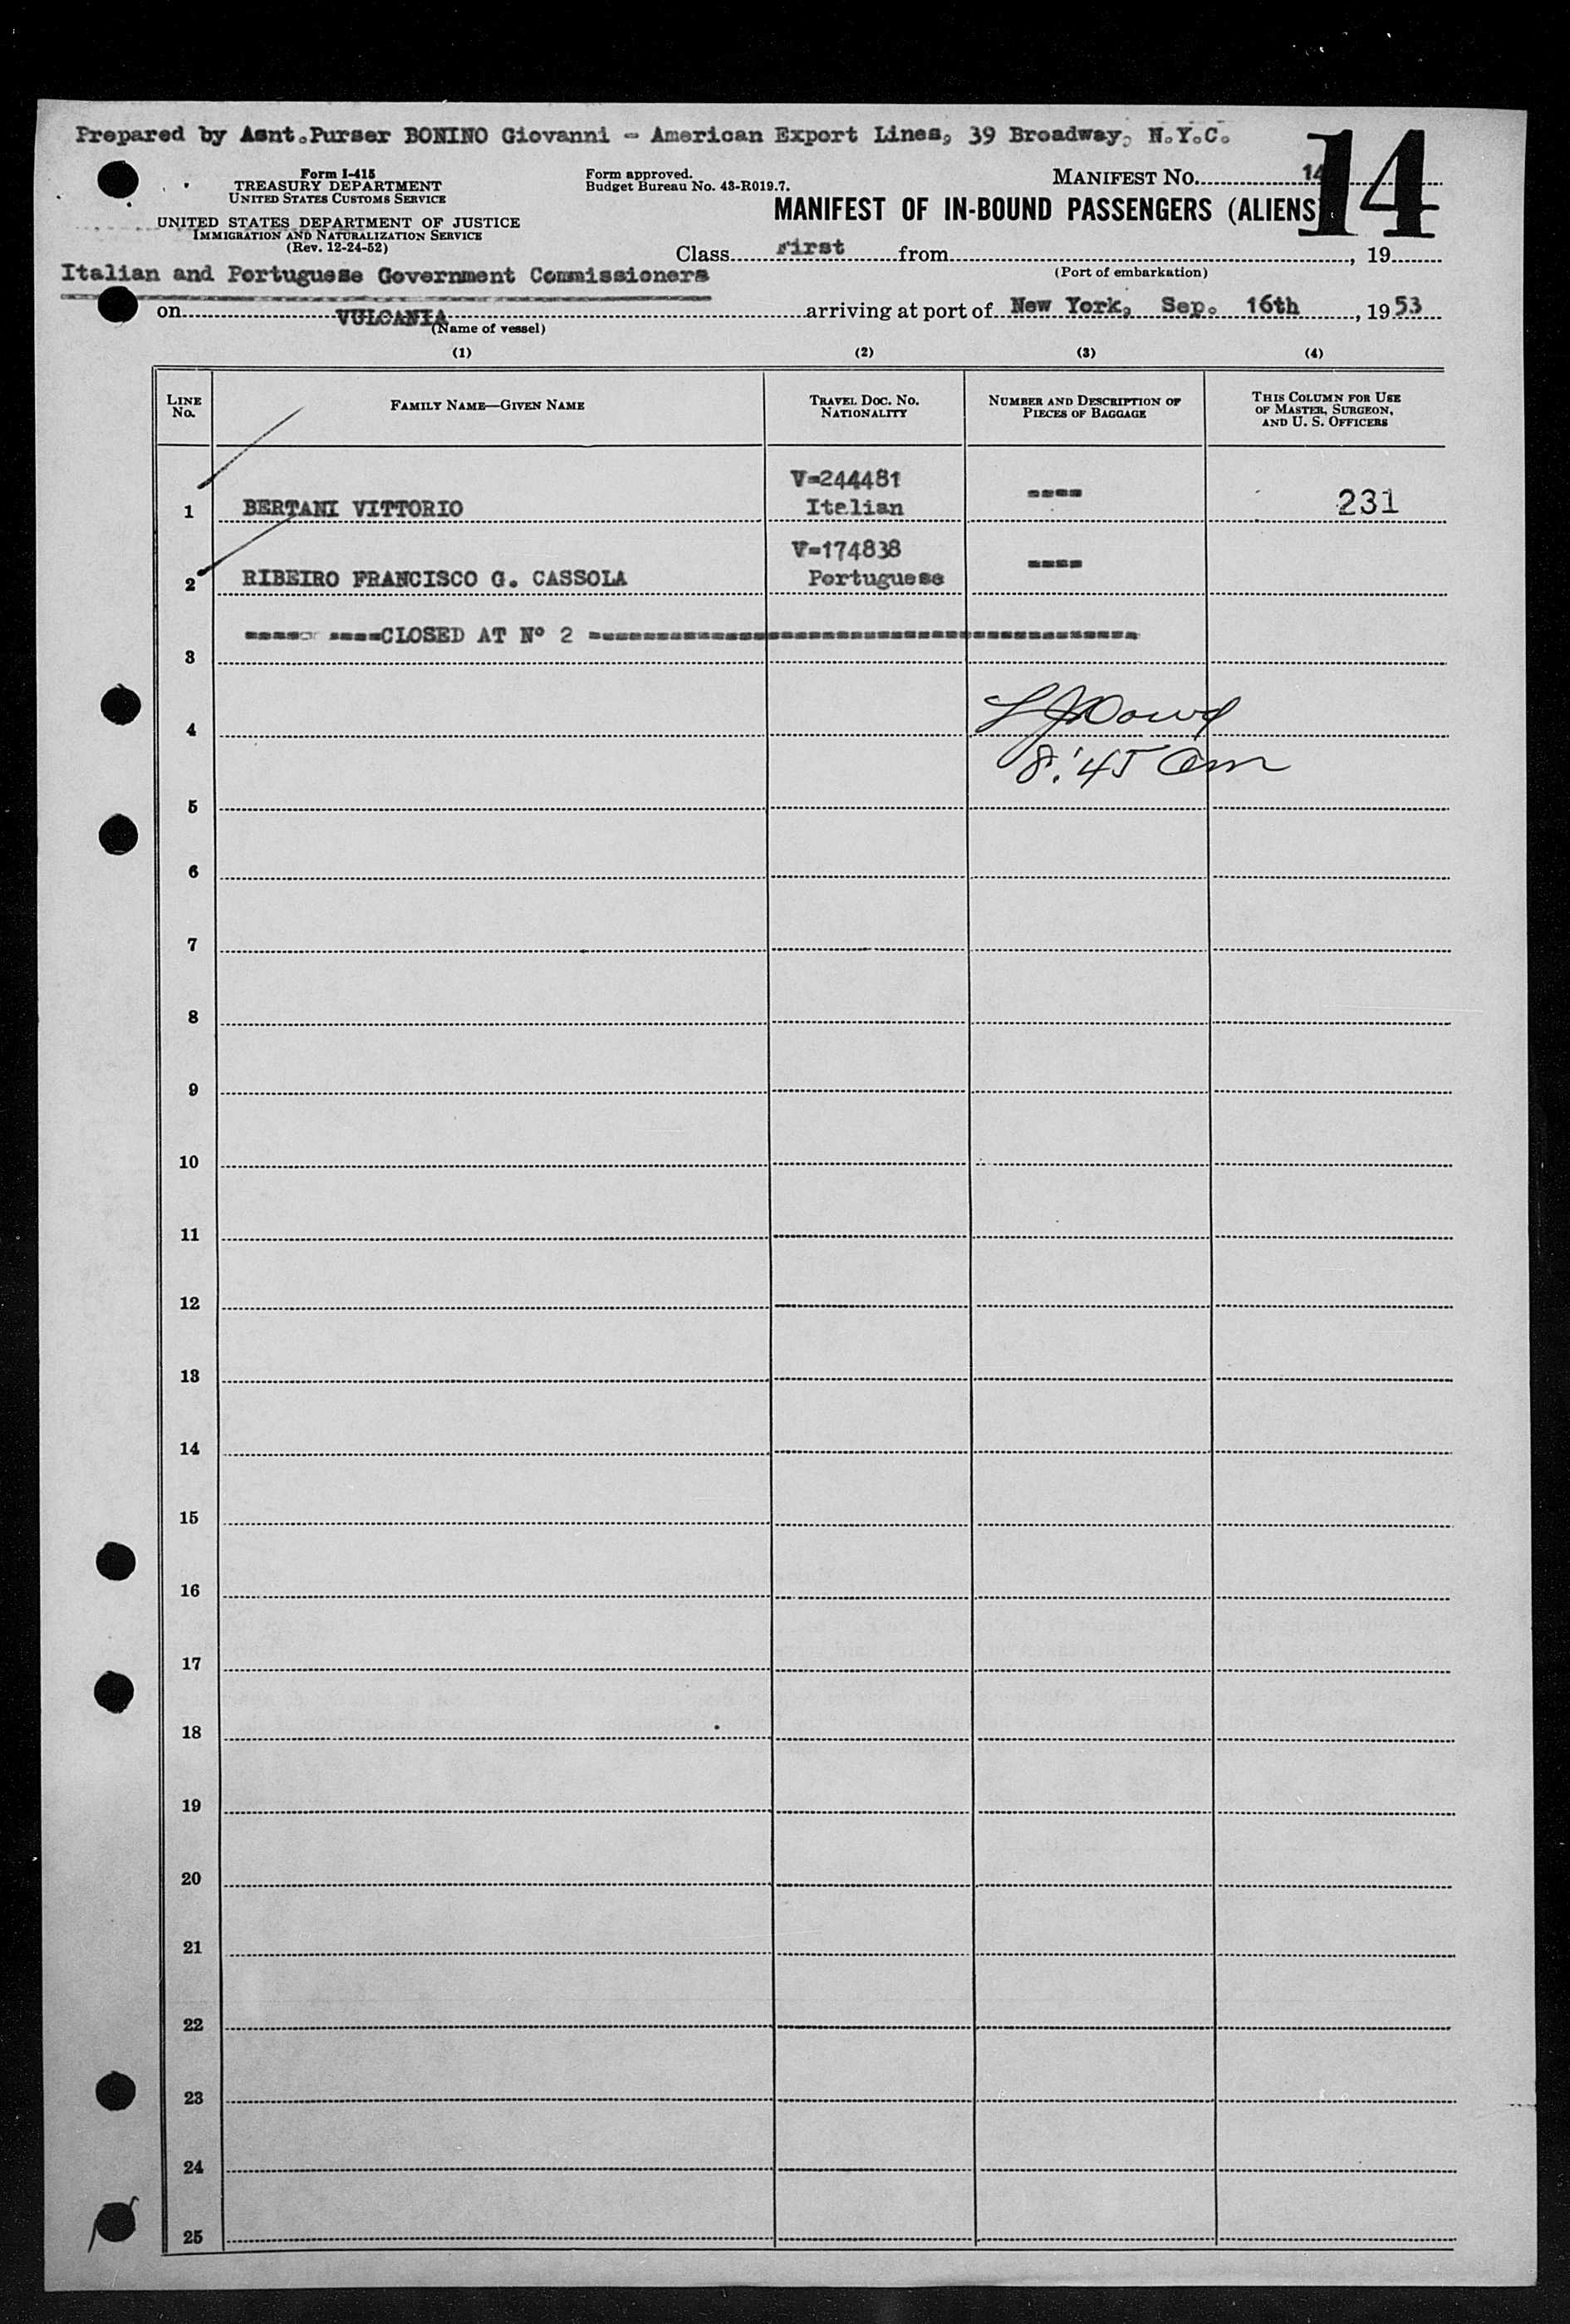 Prepared by Asnt.Purser BONINO Giovanni - American Export Lines, 39 Broadway, N.Y.C.
14
Form I-415
TREASURY DEPARTMENT
UNITED STATES CUSTOMS SERVICE
Form approved.
Budget Bureau No. 43-R019.7.
MANIFEST No. 14
UNITED STATES DEPARTMENT OF JUSTICE
IMMIGRATION AND NATURALIZATION SERVICE
(Rev. 12-24-52)
MANIFEST OF IN-BOUND PASSENGERS (ALIENS
Class First from , 19
(Port of embarkation)
Italian and Portuguese Government Commissioners
on VULCANIA arriving at port of New York, Sep. 16th, 1953
(Name of vessel)
(1) (2) (3) (4)
LINE No. FAMILY NAME—GIVEN NAME TRAVEL DOC. No. NATIONALITY NUMBER AND DESCRIPTION OF PIECES OF BAGGAGE THIS COLUMN FOR USE OF MASTER, SURGEON, AND U. S. OFFICERS
V=244481
1 BERTANI VITTORIO Italian ---- 231
V=174838
2 RIBEIRO FRANCISCO G. CASSOLA Portuguese ----
CLOSED AT Nº 2
3
4
8:45 am
5
6
7
8
9
10
11
12
13
14
15
16
17
18
19
20
21
22
23
24
25